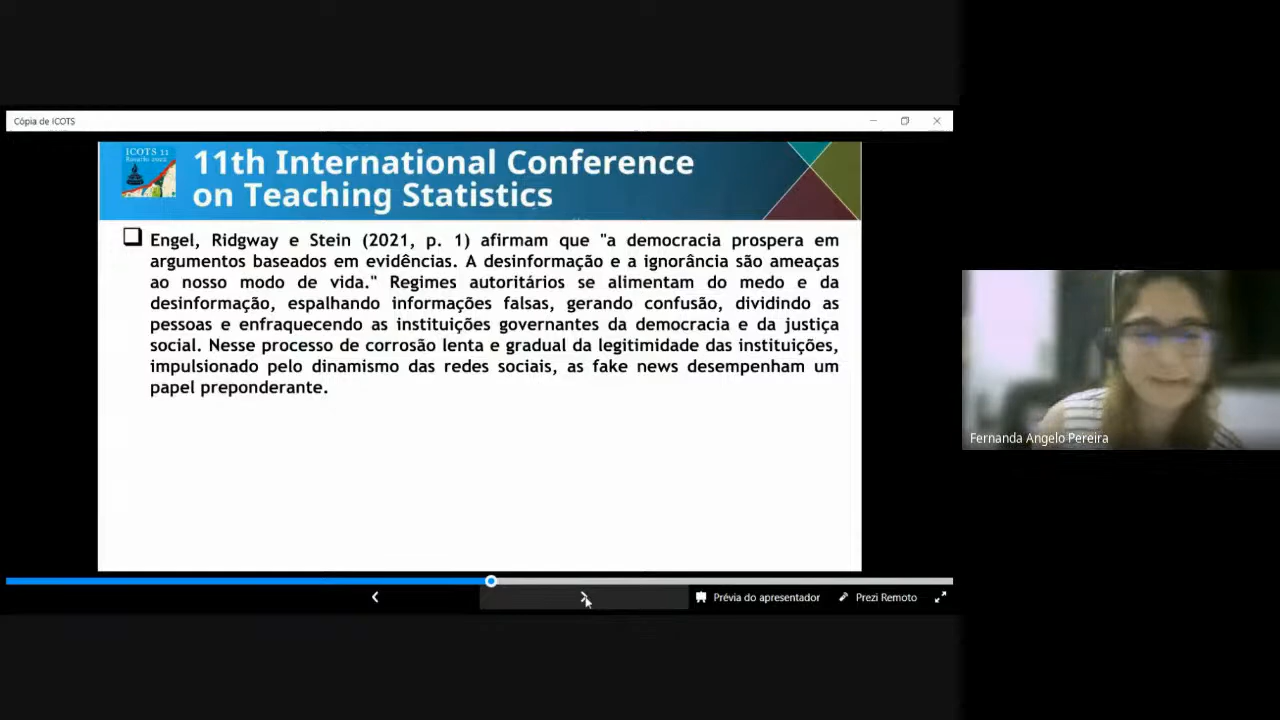 Cópia de ICOTS
ICOTS 11
Rosario 2022
11th International Conference
on Teaching Statistics
Engel, Ridgway e Stein (2021, p. 1) afirmam que "a democracia prospera em
argumentos baseados em evidências. A desinformação e a ignorância são ameaças
ao nosso modo de vida." Regimes autoritários se alimentam do medo e da
desinformação, espalhando informações falsas, gerando confusão, dividindo as
pessoas e enfraquecendo as instituições governantes da democracia e da justiça
social. Nesse processo de corrosão lenta e gradual da legitimidade das instituições,
impulsionado pelo dinamismo das redes sociais, as fake news desempenham um
papel preponderante.
Fernanda Angelo Pereira
Prévia do apresentador
Prezi Remoto